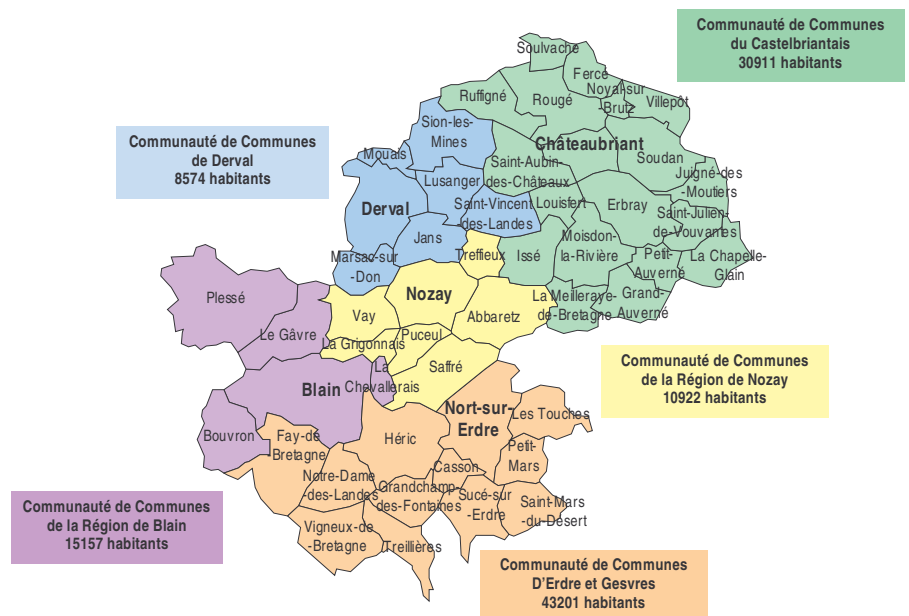 Communauté de Communes
du Castelbriantais
30911 habitants
Soulvache
Fercé
Noyal-sur
-Brutz
Villepôt
Ruffigné
Rougé
Communauté de Communes
de Derval
8574 habitants
Sion-les-
Mines
Mouais
Châteaubriant
Saint-Aubin-
des-Châteaux
Soudan
Juigné-des
-Moutiers
Lusanger
Derval
Saint-Vincent
-des-Landes
Louisfert
Erbray
Saint-Julien
-de-Vouvantes
Jans
Treffieux
Issé
Moisdon
-la-Rivière
Petit-
Auverné
La Chapelle-
Glain
Marsac-sur
-Don
Plessé
Nozay
La Meilleraye
-de-Bretagne
Grand-
Auverné
Abbaretz
Vay
Le Gâvre
La Grigonnais
Puceul
Saffré
La
Chevallerais
Blain
Communauté de Communes
de la Région de Nozay
10922 habitants
Nort-sur-
Erdre
Les Touches
Bouvron
Fay-de
-Bretagne
Héric
Petit-
Mars
Casson
Notre-Dame
-des-Landes
Grandchamp-
des-Fontaines
Sucé-sur
-Erdre
Saint-Mars
-du-Désert
Vigneux-de
-Bretagne
Treillières
Communauté de Communes
de la Région de Blain
15157 habitants
Communauté de Communes
D'Erdre et Gesvres
43201 habitants